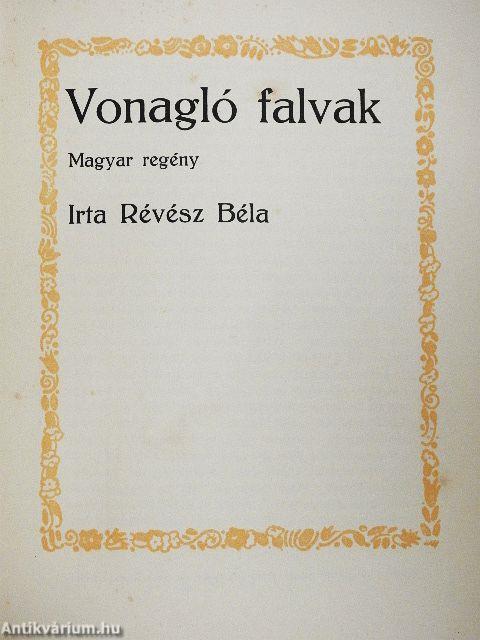 Vonagló falvak
Magyar regény
Irta Révész Béla
Antikvárium.hu